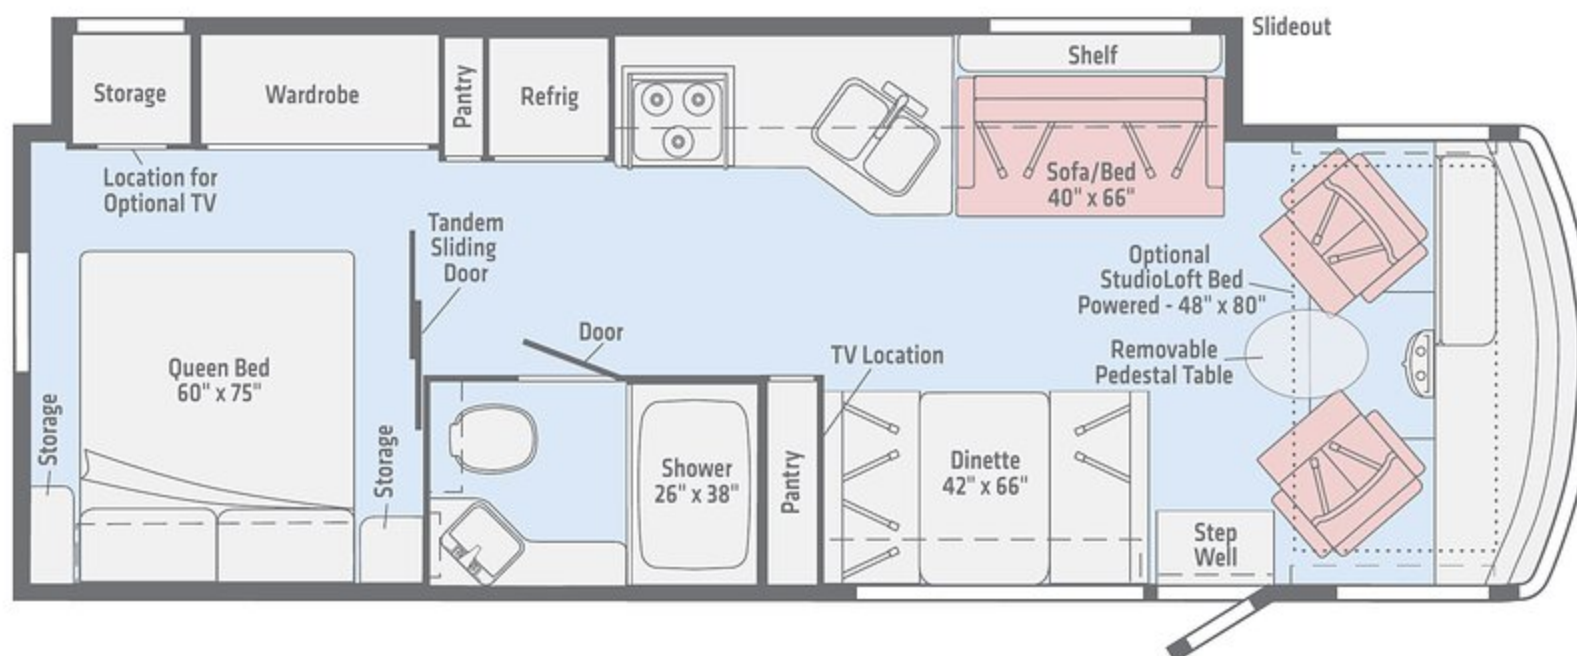 Slideout
Storage
Wardrobe
Pantry
Refrig
Shelf
Sofa/Bed
40" x 66"
Location for
Optional TV
Tandem
Sliding
Door
Optional
StudioLoft Bed
Powered - 48" x 80"
Door
TV Location
Removable
Pedestal Table
Queen Bed
60" x 75"
Storage
Storage
Shower
26" x 38"
Pantry
Dinette
42" x 66"
Step
Well